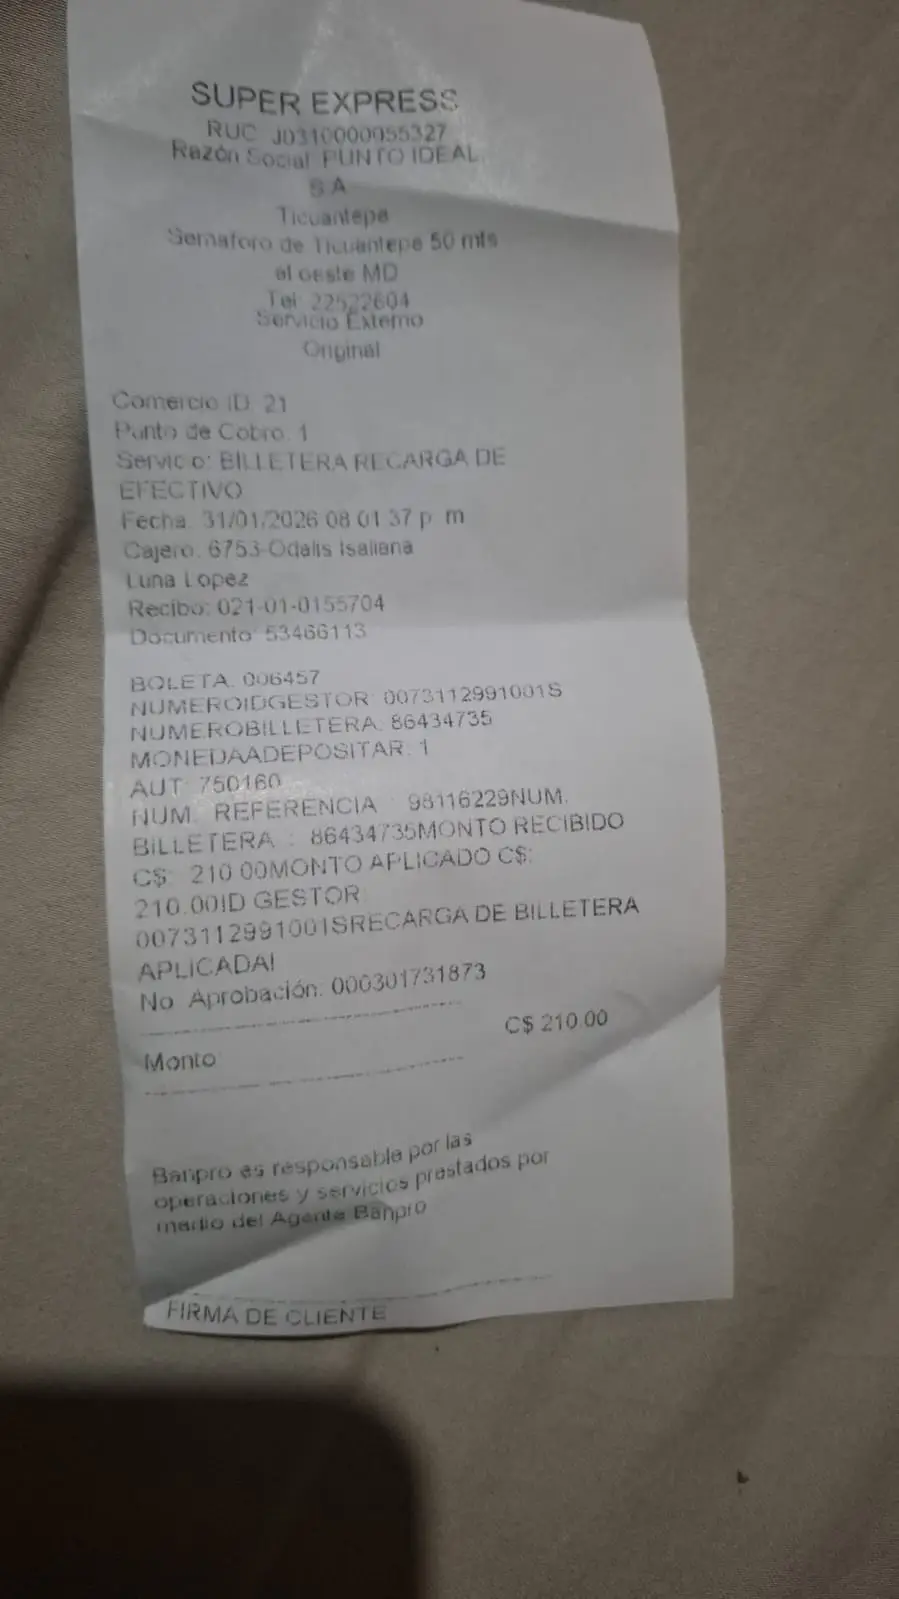 SUPER EXPRESS
RUC J0310000055327
Razón Social PUNTO IDEAL
S A
Ticuantepe
Semaforo de Ticuantepe 50 mts
al oeste MD
Tel: 22522604
Servicio Externo
Original
Comercio ID: 21
Punto de Cobro: 1
Servicio: BILLETERA RECARGA DE
EFECTIVO
Fecha: 31/01/2026 08 01 37 p m
Cajero: 6753-Odalis Isaliana
Luna Lopez
Recibo: 021-01-0155704
Documento: 53466113
BOLETA: 006457
NUMEROIDGESTOR: 0073112991001S
NUMEROBILLETERA: 86434735
MONEDAADEPOSITAR: 1
AUT: 750160
NUM. REFERENCIA : 98116229NUM.
BILLETERA : 86434735MONTO RECIBIDO
C$: 210.00MONTO APLICADO C$:
210.00ID GESTOR
0073112991001SRECARGA DE BILLETERA
APLICADA!
No Aprobación: 000301731873
C$ 210.00
Monto
Banpro es responsable por las
operaciones y servicios prestados por
medio del Agente Banpro
FIRMA DE CLIENTE